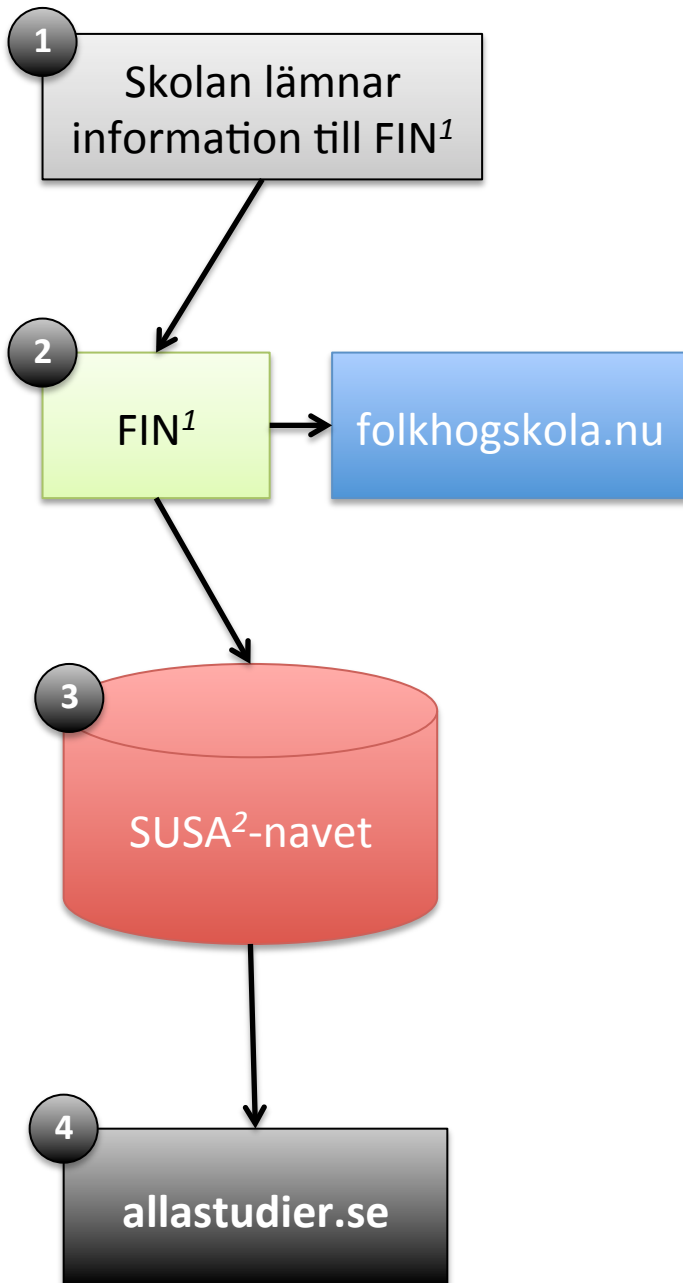 1
Skolan lämnar
information till FIN¹
2
FIN¹
folkhogskola.nu
3
SUSA²-navet
4
allastudier.se